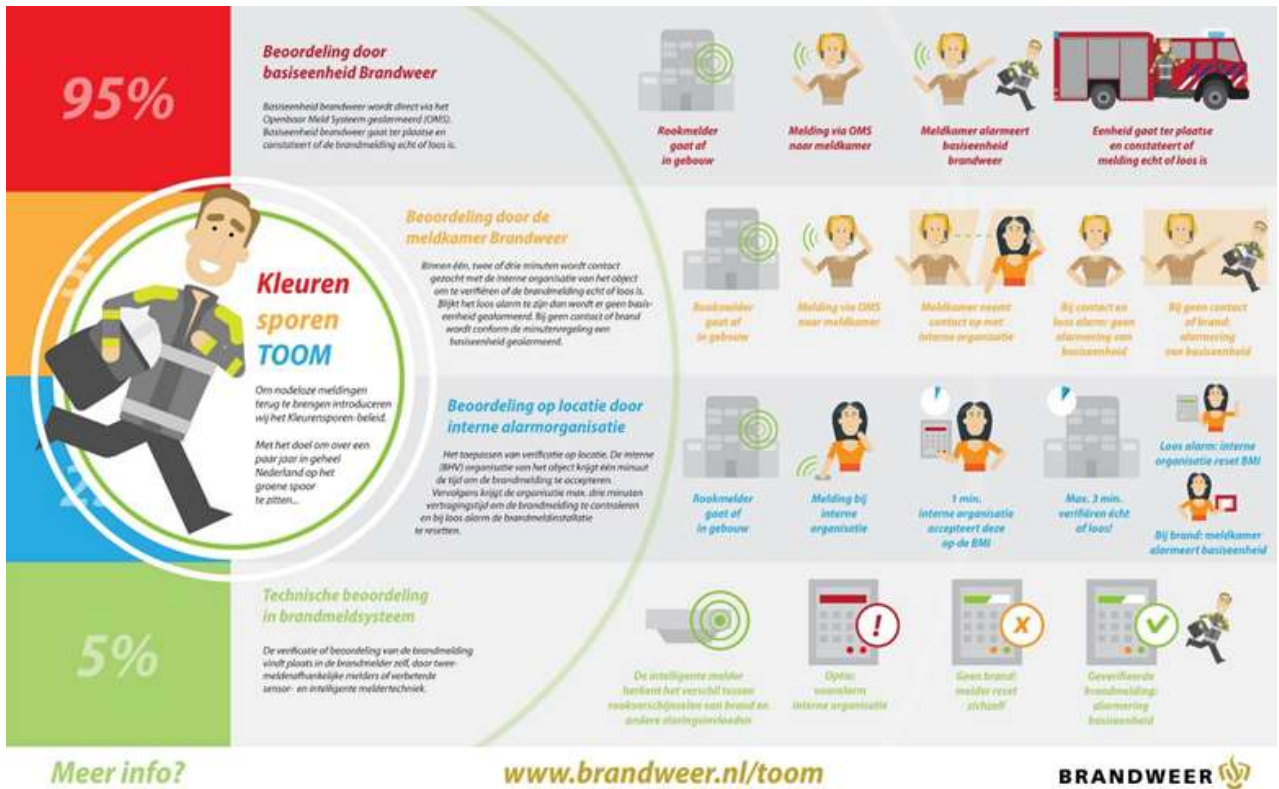 95%
Beoordeling door
basiseenheid Brandweer
Basiseenheid brandweer wordt direct via het
Openbaar Meld Systeem gealarmeerd (OMS).
Basiseenheid brandweer gaat ter plaatse en
constateert of de brandmelding echt of loos is.
Rookmelder
gaat af
in gebouw
Melding via OMS
naar meldkamer
Meldkamer alarmeert
basiseenheid
brandweer
Eenheid gaat ter plaatse
en constateert of
melding echt of loos is
Beoordeling door de
meldkamer Brandweer
Binnen één, twee of drie minuten wordt contact
gezocht met de interne organisatie van het object
om te verifiëren of de brandmelding echt of loos is.
Blijkt het loos alarm te zijn dan wordt er geen basis-
eenheid gealarmeerd. Bij geen contact of brand
wordt conform de minutenregeling een
basiseenheid gealarmeerd.
Rookmelder
gaat af
in gebouw
Melding via OMS
naar meldkamer
Meldkamer neemt
contact op met
interne organisatie
Bij contact en
loos alarm: geen
alarmering van
basiseenheid
Bij geen contact
of brand:
alarmering
van basiseenheid
Kleuren
sporen
TOOM
Om nodeloze meldingen
terug te brengen introduceren
wij het Kleurensporen-beleid.
Met het doel om over een
paar jaar in geheel
Nederland op het
groene spoor
te zitten...
Beoordeling op locatie door
interne alarmorganisatie
Het toepassen van verificatie op locatie. De interne
(BHV) organisatie van het object krijgt één minuut
de tijd om de brandmelding te accepteren.
Vervolgens krijgt de organisatie max. drie minuten
vertragingstijd om de brandmelding te controleren
en bij loos alarm de brandmeldinstallatie
te resetten.
Rookmelder
gaat af
in gebouw
Melding bij
interne
organisatie
1 min.
interne organisatie
accepteert deze
op de BMI
Max. 3 min.
verifiëren écht
of loos!
Loos alarm: interne
organisatie reset BMI
Bij brand: meldkamer
alarmeert basiseenheid
5%
Technische beoordeling
in brandmeldsysteem
De verificatie of beoordeling van de brandmelding
vindt plaats in de brandmelder zelf, door twee-
meldenafhankelijke melders of verbeterde
sensor- en intelligente meldertechniek.
De intelligente melder
herkent het verschil tussen
rookverschijnselen van brand en
andere storingsinvloeden
!
Optie:
vooralarm
interne organisatie
X
Geen brand:
melder reset
zichzelf
Geverifieerde
brandmelding:
alarmering
basiseenheid
Meer info?
www.brandweer.nl/toom
BRANDWEER